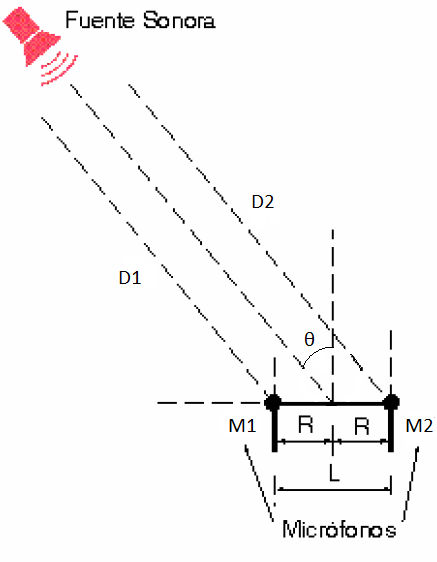 Fuente Sonora
D2
D1
θ
M1
R
R
M2
L
Micrófonos